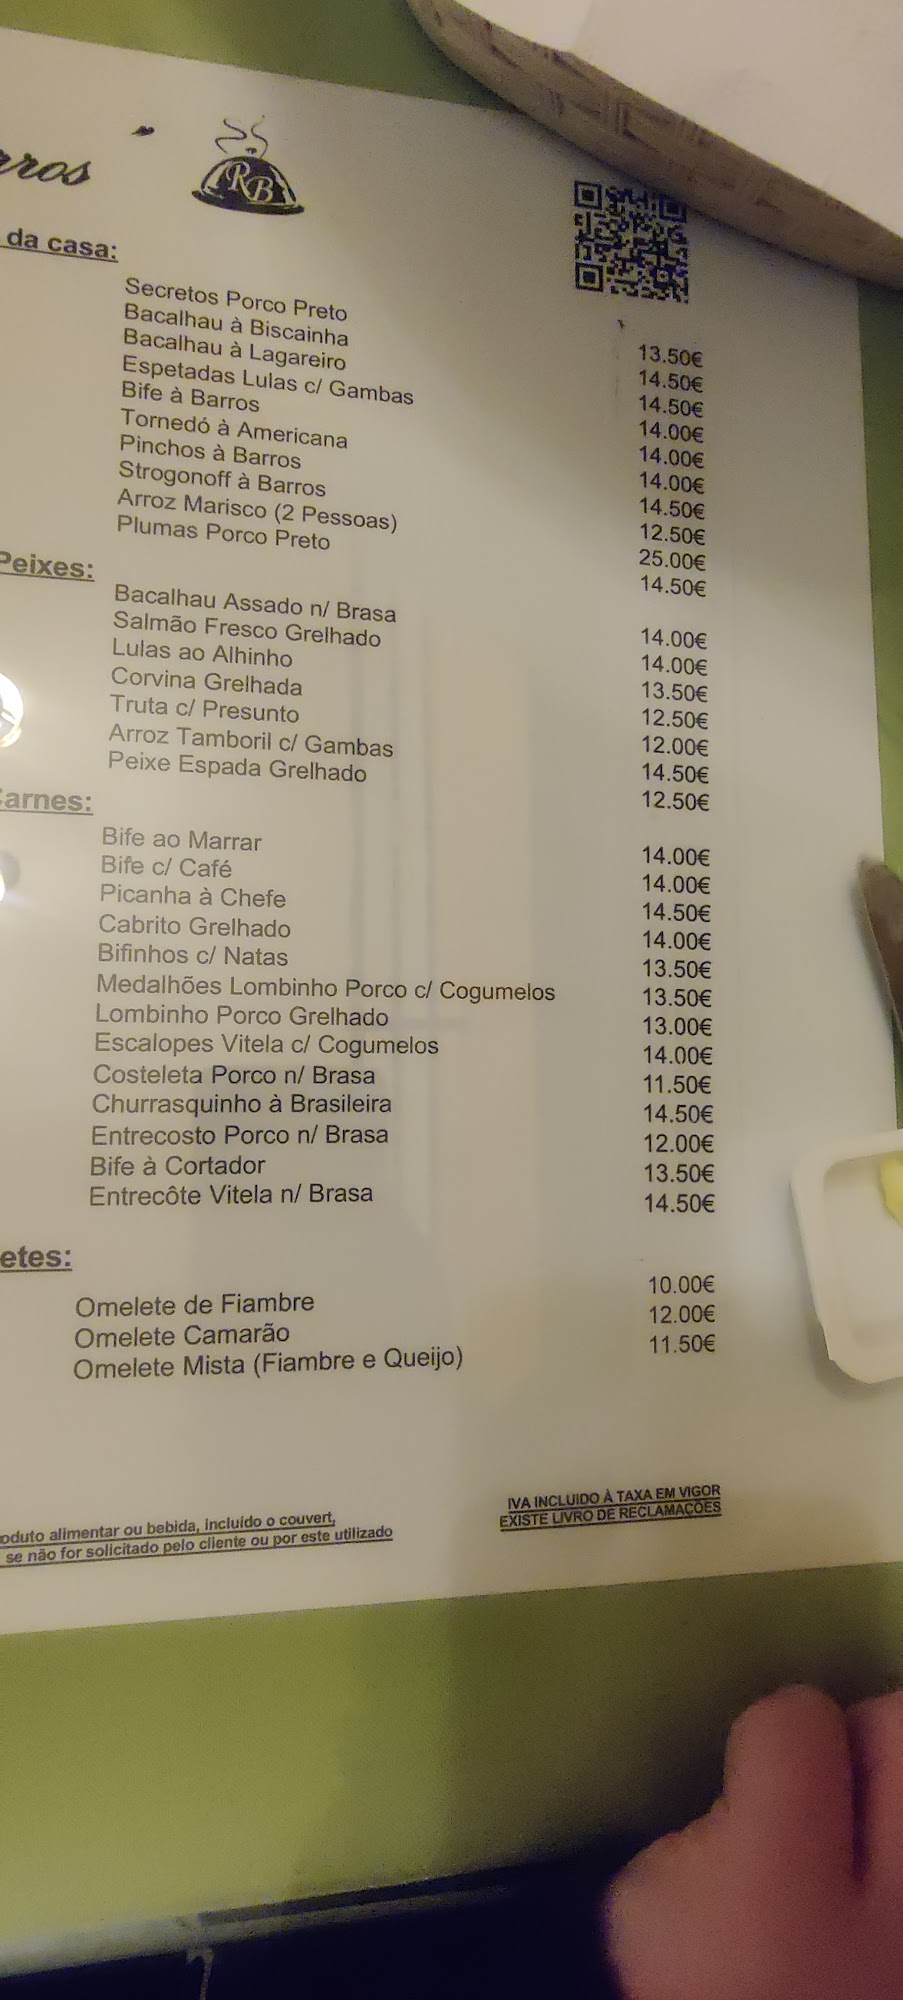 RB
da casa:
Secretos Porco Preto 13.50€
Bacalhau à Biscainha 14.50€
Bacalhau à Lagareiro 14.50€
Espetadas Lulas c/ Gambas 14.00€
Bife à Barros 14.00€
Tornedó à Americana 14.00€
Pinchos à Barros 14.50€
Strogonoff à Barros 12.50€
Arroz Marisco (2 Pessoas) 25.00€
Plumas Porco Preto 14.50€
Peixes:
Bacalhau Assado n/ Brasa 14.00€
Salmão Fresco Grelhado 14.00€
Lulas ao Alhinho 13.50€
Corvina Grelhada 12.50€
Truta c/ Presunto 12.00€
Arroz Tamboril c/ Gambas 14.50€
Peixe Espada Grelhado 12.50€
Carnes:
Bife ao Marrar 14.00€
Bife c/ Café 14.00€
Picanha à Chefe 14.50€
Cabrito Grelhado 14.00€
Bifinhos c/ Natas 13.50€
Medalhões Lombinho Porco c/ Cogumelos 13.50€
Lombinho Porco Grelhado 13.00€
Escalopes Vitela c/ Cogumelos 14.00€
Costeleta Porco n/ Brasa 11.50€
Churrasquinho à Brasileira 14.50€
Entrecosto Porco n/ Brasa 12.00€
Bife à Cortador 13.50€
Entrecôte Vitela n/ Brasa 14.50€
etes:
Omelete de Fiambre 10.00€
Omelete Camarão 12.00€
Omelete Mista (Fiambre e Queijo) 11.50€
oduto alimentar ou bebida, incluído o couvert,
se não for solicitado pelo cliente ou por este utilizado
IVA INCLUIDO À TAXA EM VIGOR
EXISTE LIVRO DE RECLAMAÇÕES